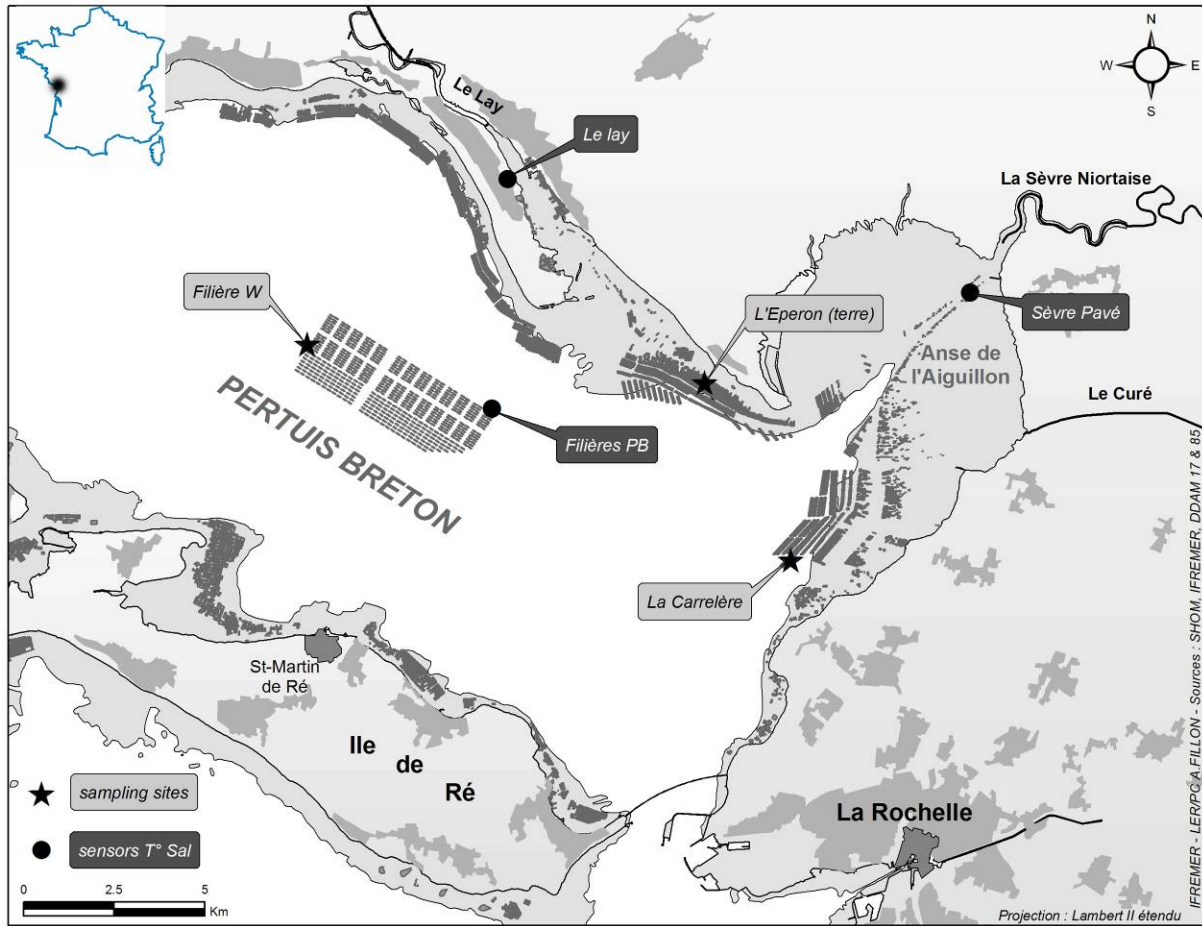 N
W E
S
Le Lay
Le lay
La Sèvre Niortaise
Filière W
L'Eperon (terre)
Sèvre Pavé
Anse de
l'Aiguillon
Le Curé
PERTUIS BRETON
Filières PB
La Carrelère
St-Martin
de Ré
Ile
de
Ré
La Rochelle
sampling sites
sensors T° Sal
0 2.5 5
Km
Projection : Lambert II étendu
IFREMER - LER/PC A.FILLON - Sources : SHOM, IFREMER, DDAM 17 & 85